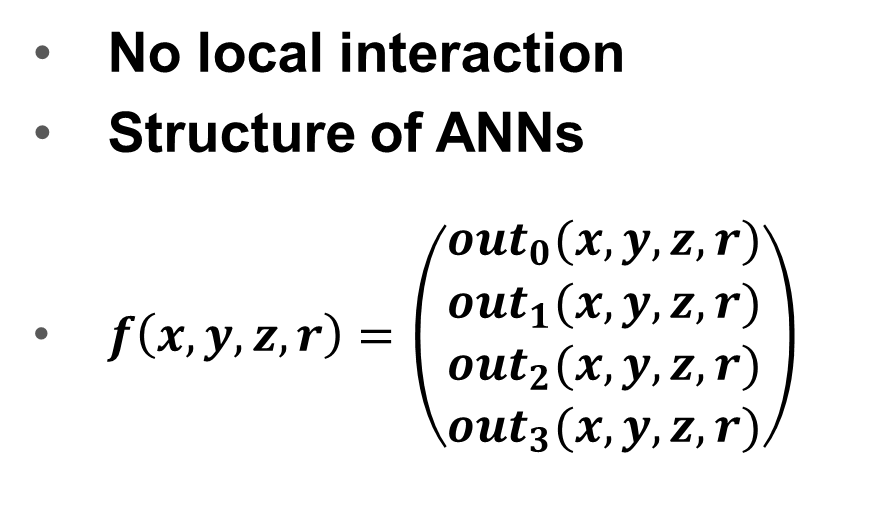 • No local interaction
• Structure of ANNs
out₀(x, y, z, r)
out₁(x, y, z, r)
• f(x, y, z, r) =
out₂(x, y, z, r)
out₃(x, y, z, r)